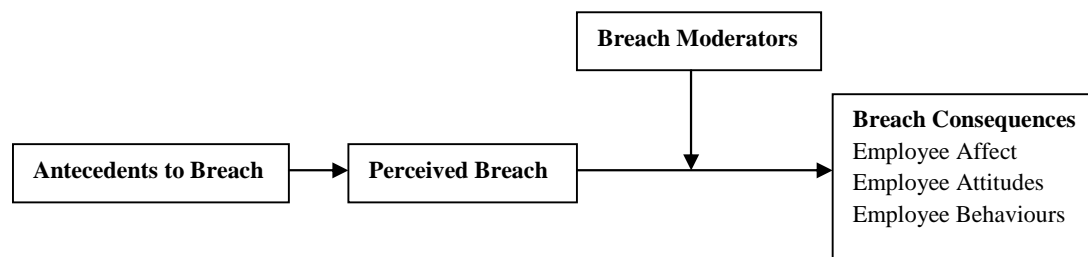 Breach Moderators
Antecedents to Breach
Perceived Breach
Breach Consequences
Employee Affect
Employee Attitudes
Employee Behaviours